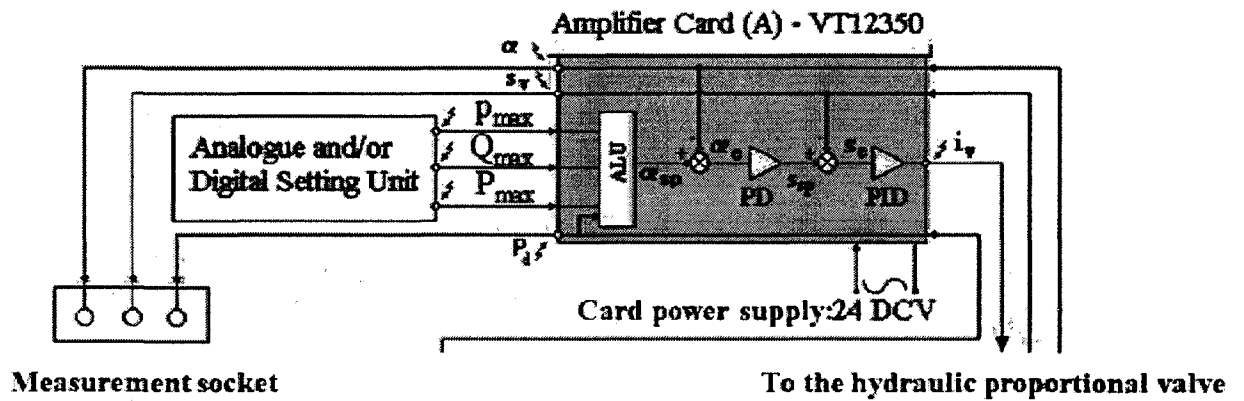 Amplifier Card (A) - VT12350
α
s_v
p_max
Analogue and/or
Digital Setting Unit
Q_max
P_max
ALU
α_sp
+
-
α_e
PD
s_sp
+
-
s_e
PID
i_v
P_d
Card power supply:24 DCV
Measurement socket
To the hydraulic proportional valve